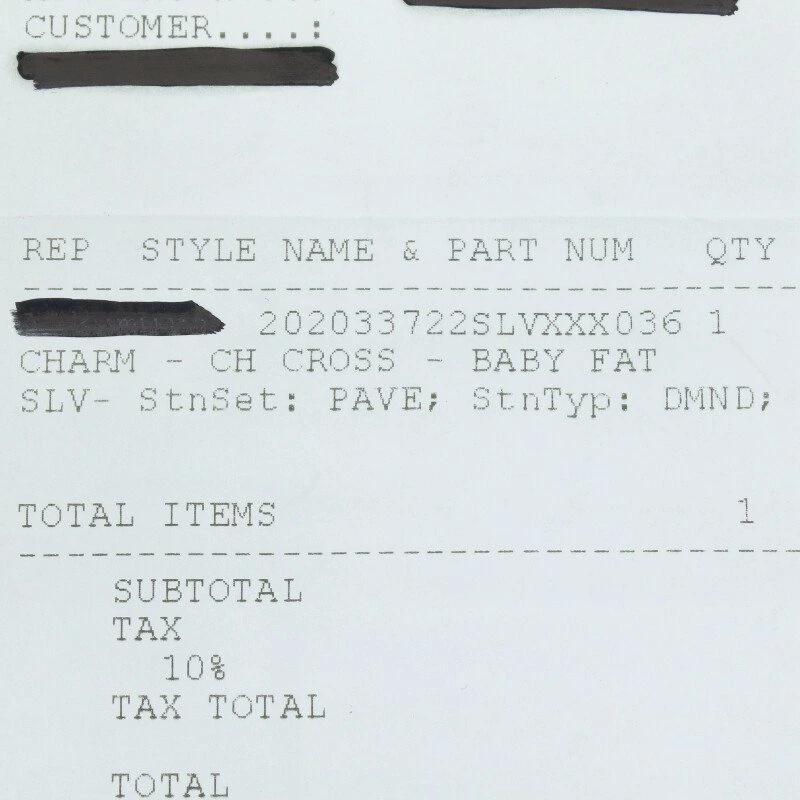 CUSTOMER....:
REP STYLE NAME & PART NUM QTY
202033722SLVXXX036 1
CHARM - CH CROSS - BABY FAT
SLV- StnSet: PAVE; StnTyp: DMND;
TOTAL ITEMS 1
SUBTOTAL
TAX
10%
TAX TOTAL
TOTAL